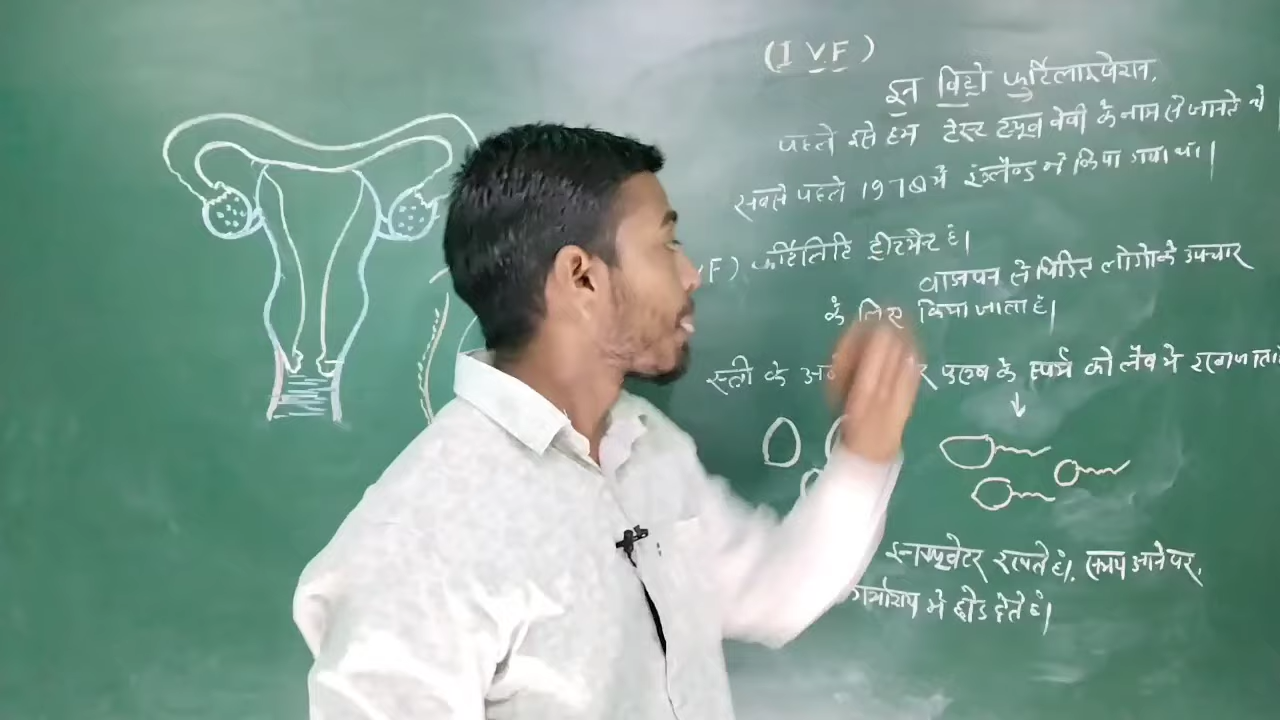 (I V F)
इन विट्रो फर्टिलाइजेशन.
पहले इसे हम टेस्ट ट्यूब बेबी के नाम से जानते थे
सबसे पहले 1978 में इंग्लैण्ड में किया गया था।
F) फर्टिलिटि ट्रीटमेंट है।
बाझपन से पिडित लोगो के उपचार
के लिए किया जाता है।
स्त्री के पुरुष के स्पर्म को लैब में रखा जाता
↓
इनक्यूबेटर रखते है. समय आने पर.
गर्भाशय में छोड देते है।